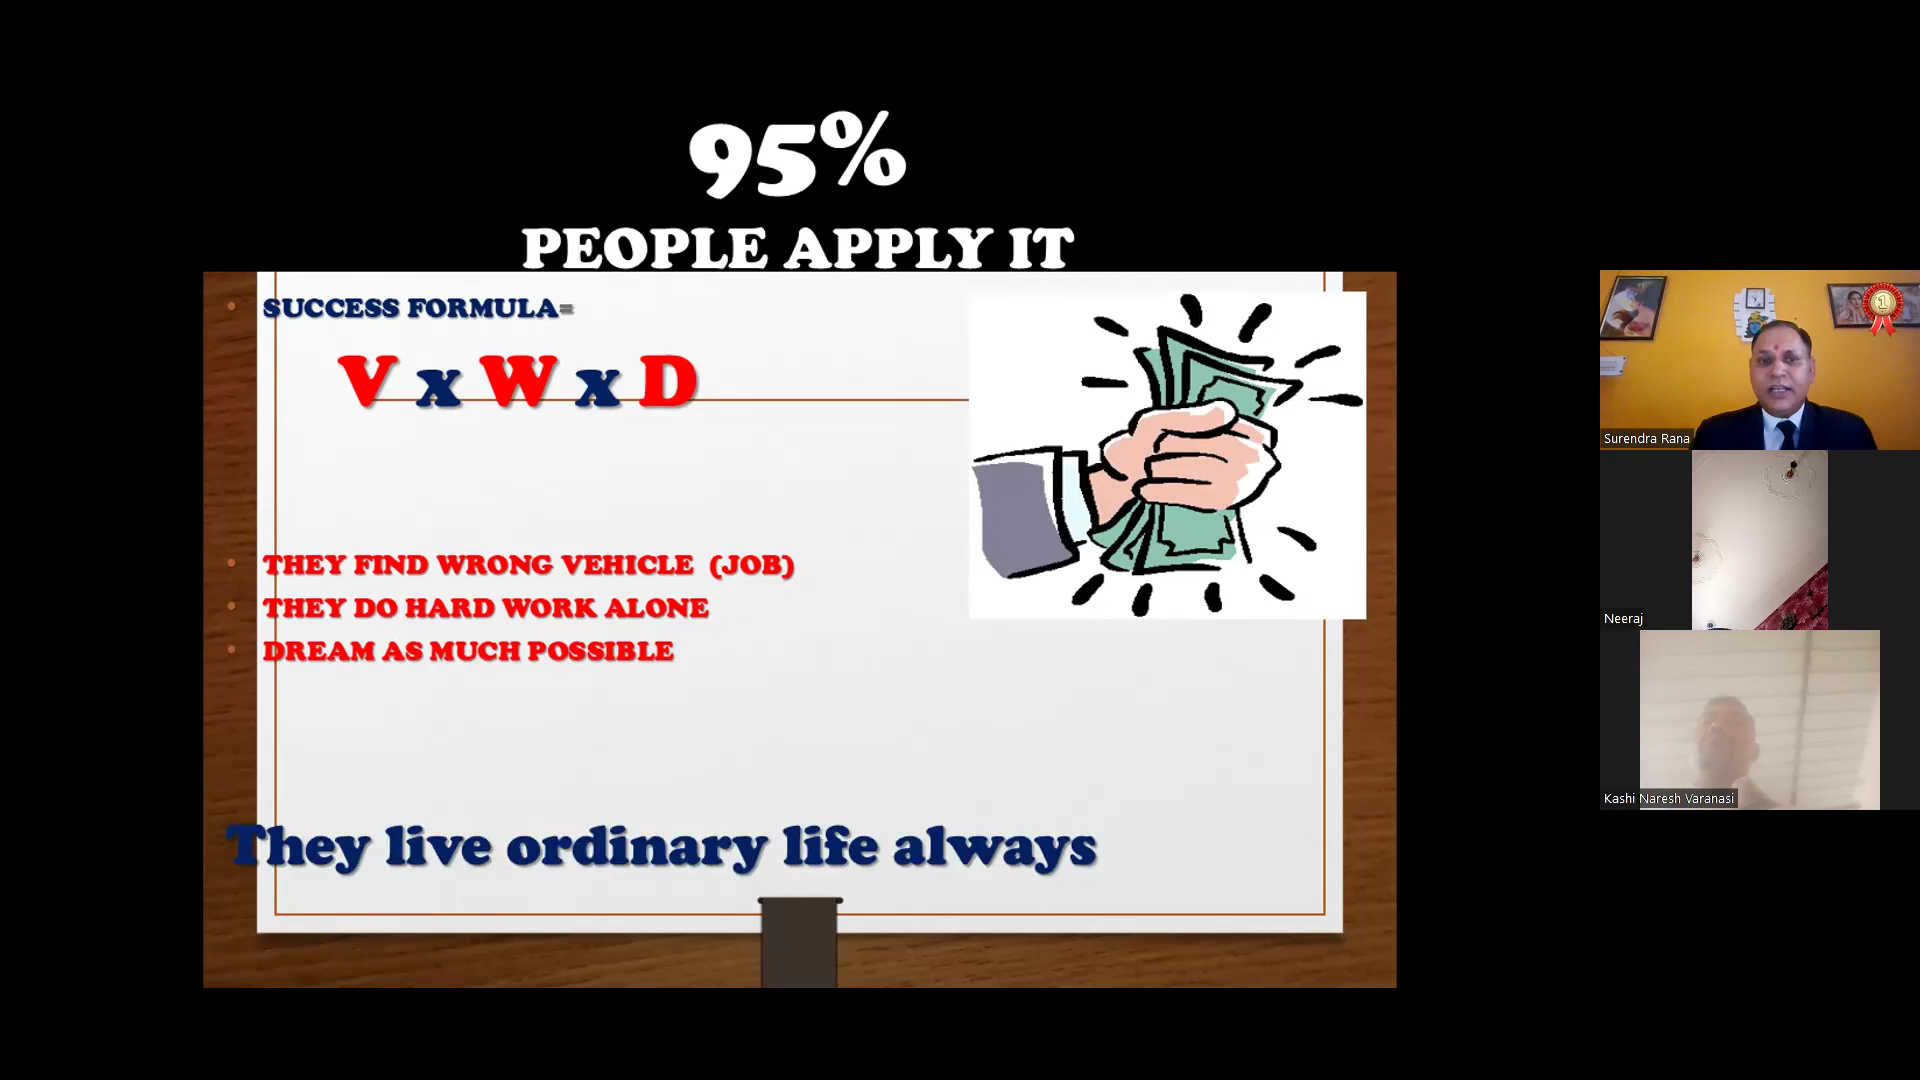 95%
PEOPLE APPLY IT
SUCCESS FORMULA=
V x W x D
THEY FIND WRONG VEHICLE (JOB)
THEY DO HARD WORK ALONE
DREAM AS MUCH POSSIBLE
They live ordinary life always
1
Surendra Rana
Neeraj
Kashi Naresh Varanasi